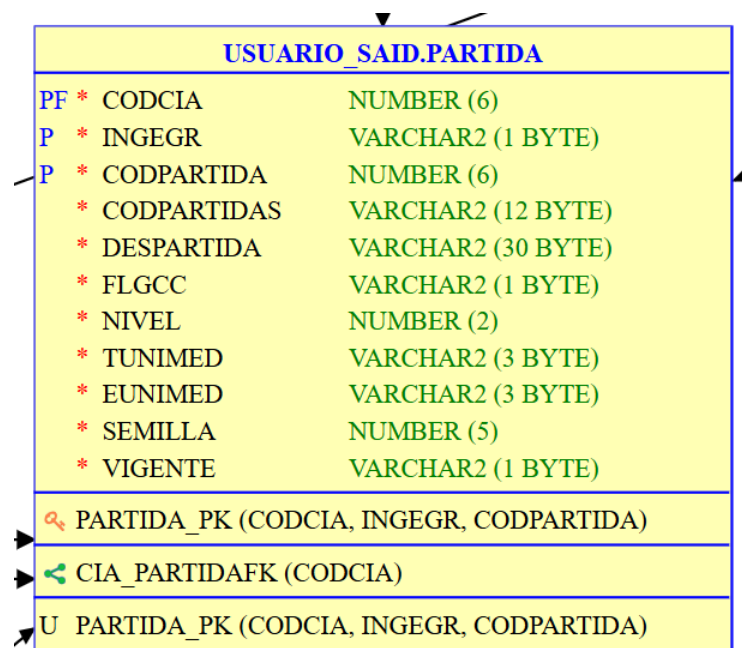 USUARIO_SAID.PARTIDA
PF * CODCIA NUMBER (6)
P * INGEGR VARCHAR2 (1 BYTE)
P * CODPARTIDA NUMBER (6)
* CODPARTIDAS VARCHAR2 (12 BYTE)
* DESPARTIDA VARCHAR2 (30 BYTE)
* FLGCC VARCHAR2 (1 BYTE)
* NIVEL NUMBER (2)
* TUNIMED VARCHAR2 (3 BYTE)
* EUNIMED VARCHAR2 (3 BYTE)
* SEMILLA NUMBER (5)
* VIGENTE VARCHAR2 (1 BYTE)
PARTIDA_PK (CODCIA, INGEGR, CODPARTIDA)
CIA_PARTIDAFK (CODCIA)
U PARTIDA_PK (CODCIA, INGEGR, CODPARTIDA)